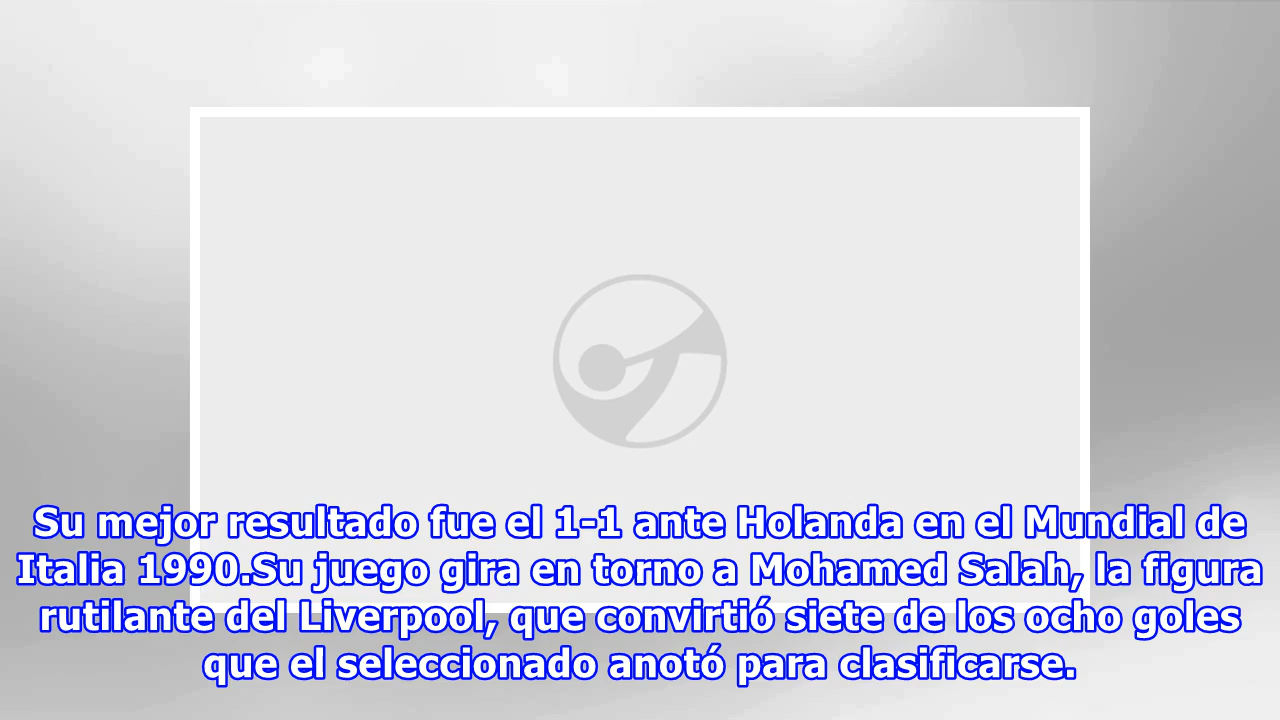 Su mejor resultado fue el 1-1 ante Holanda en el Mundial de
Italia 1990.Su juego gira en torno a Mohamed Salah, la figura
rutilante del Liverpool, que convirtió siete de los ocho goles
que el seleccionado anotó para clasificarse.